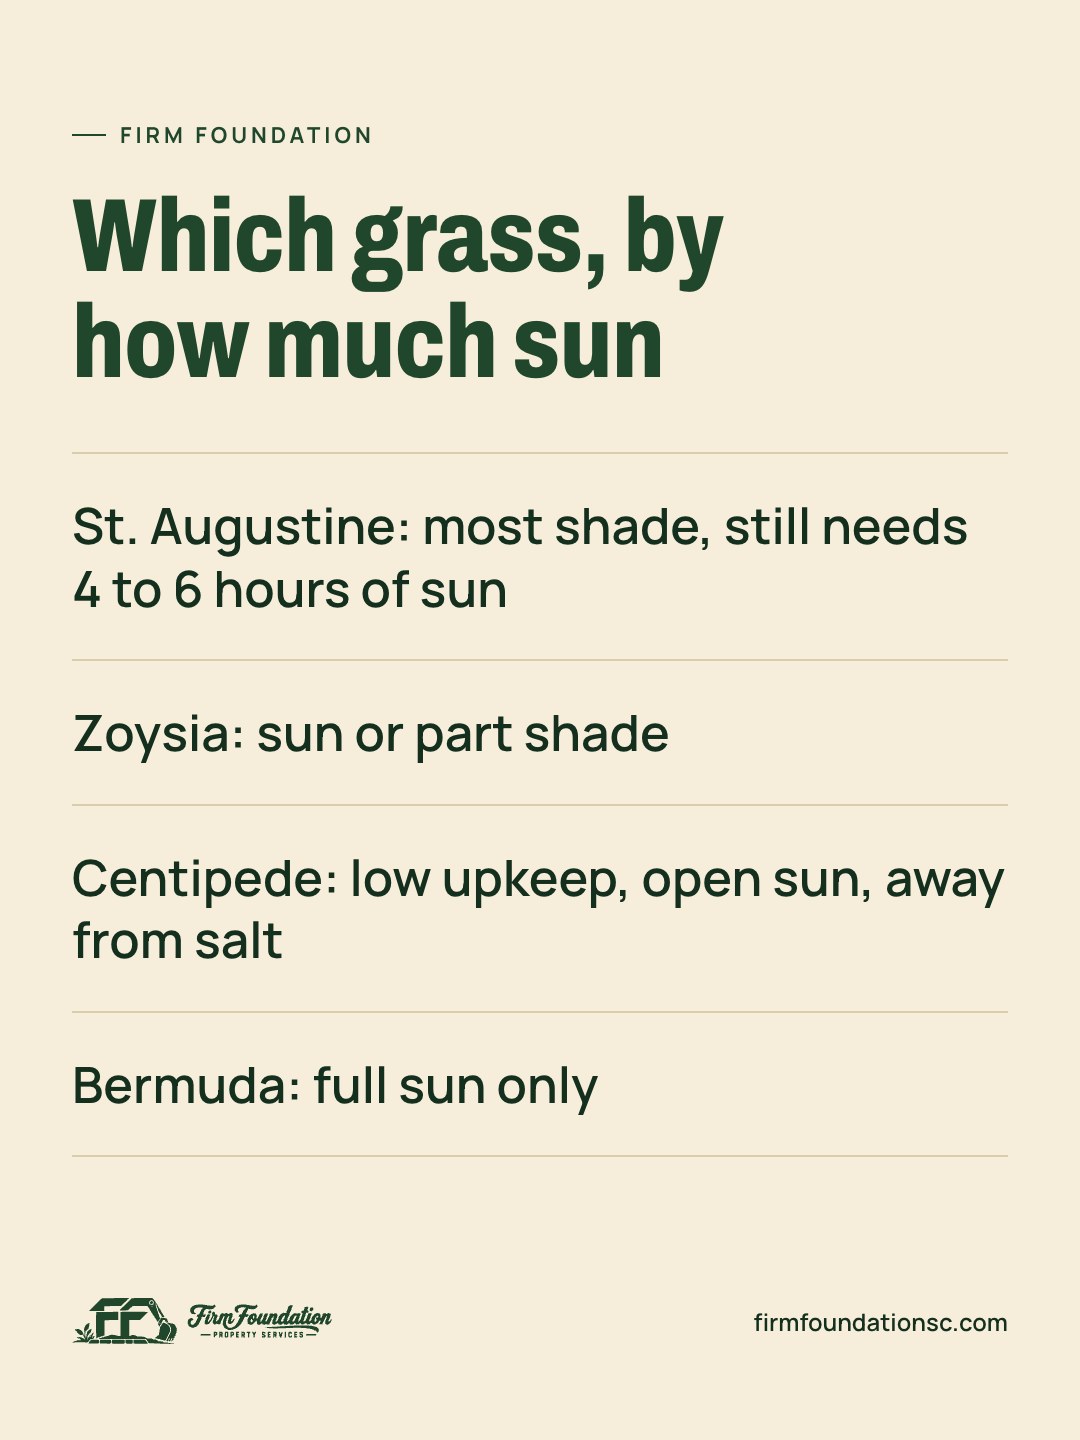 FIRM FOUNDATION
Which grass, by
how much sun
St. Augustine: most shade, still needs
4 to 6 hours of sun
Zoysia: sun or part shade
Centipede: low upkeep, open sun, away
from salt
Bermuda: full sun only
FF
Firm Foundation
PROPERTY SERVICES
firmfoundationsc.com